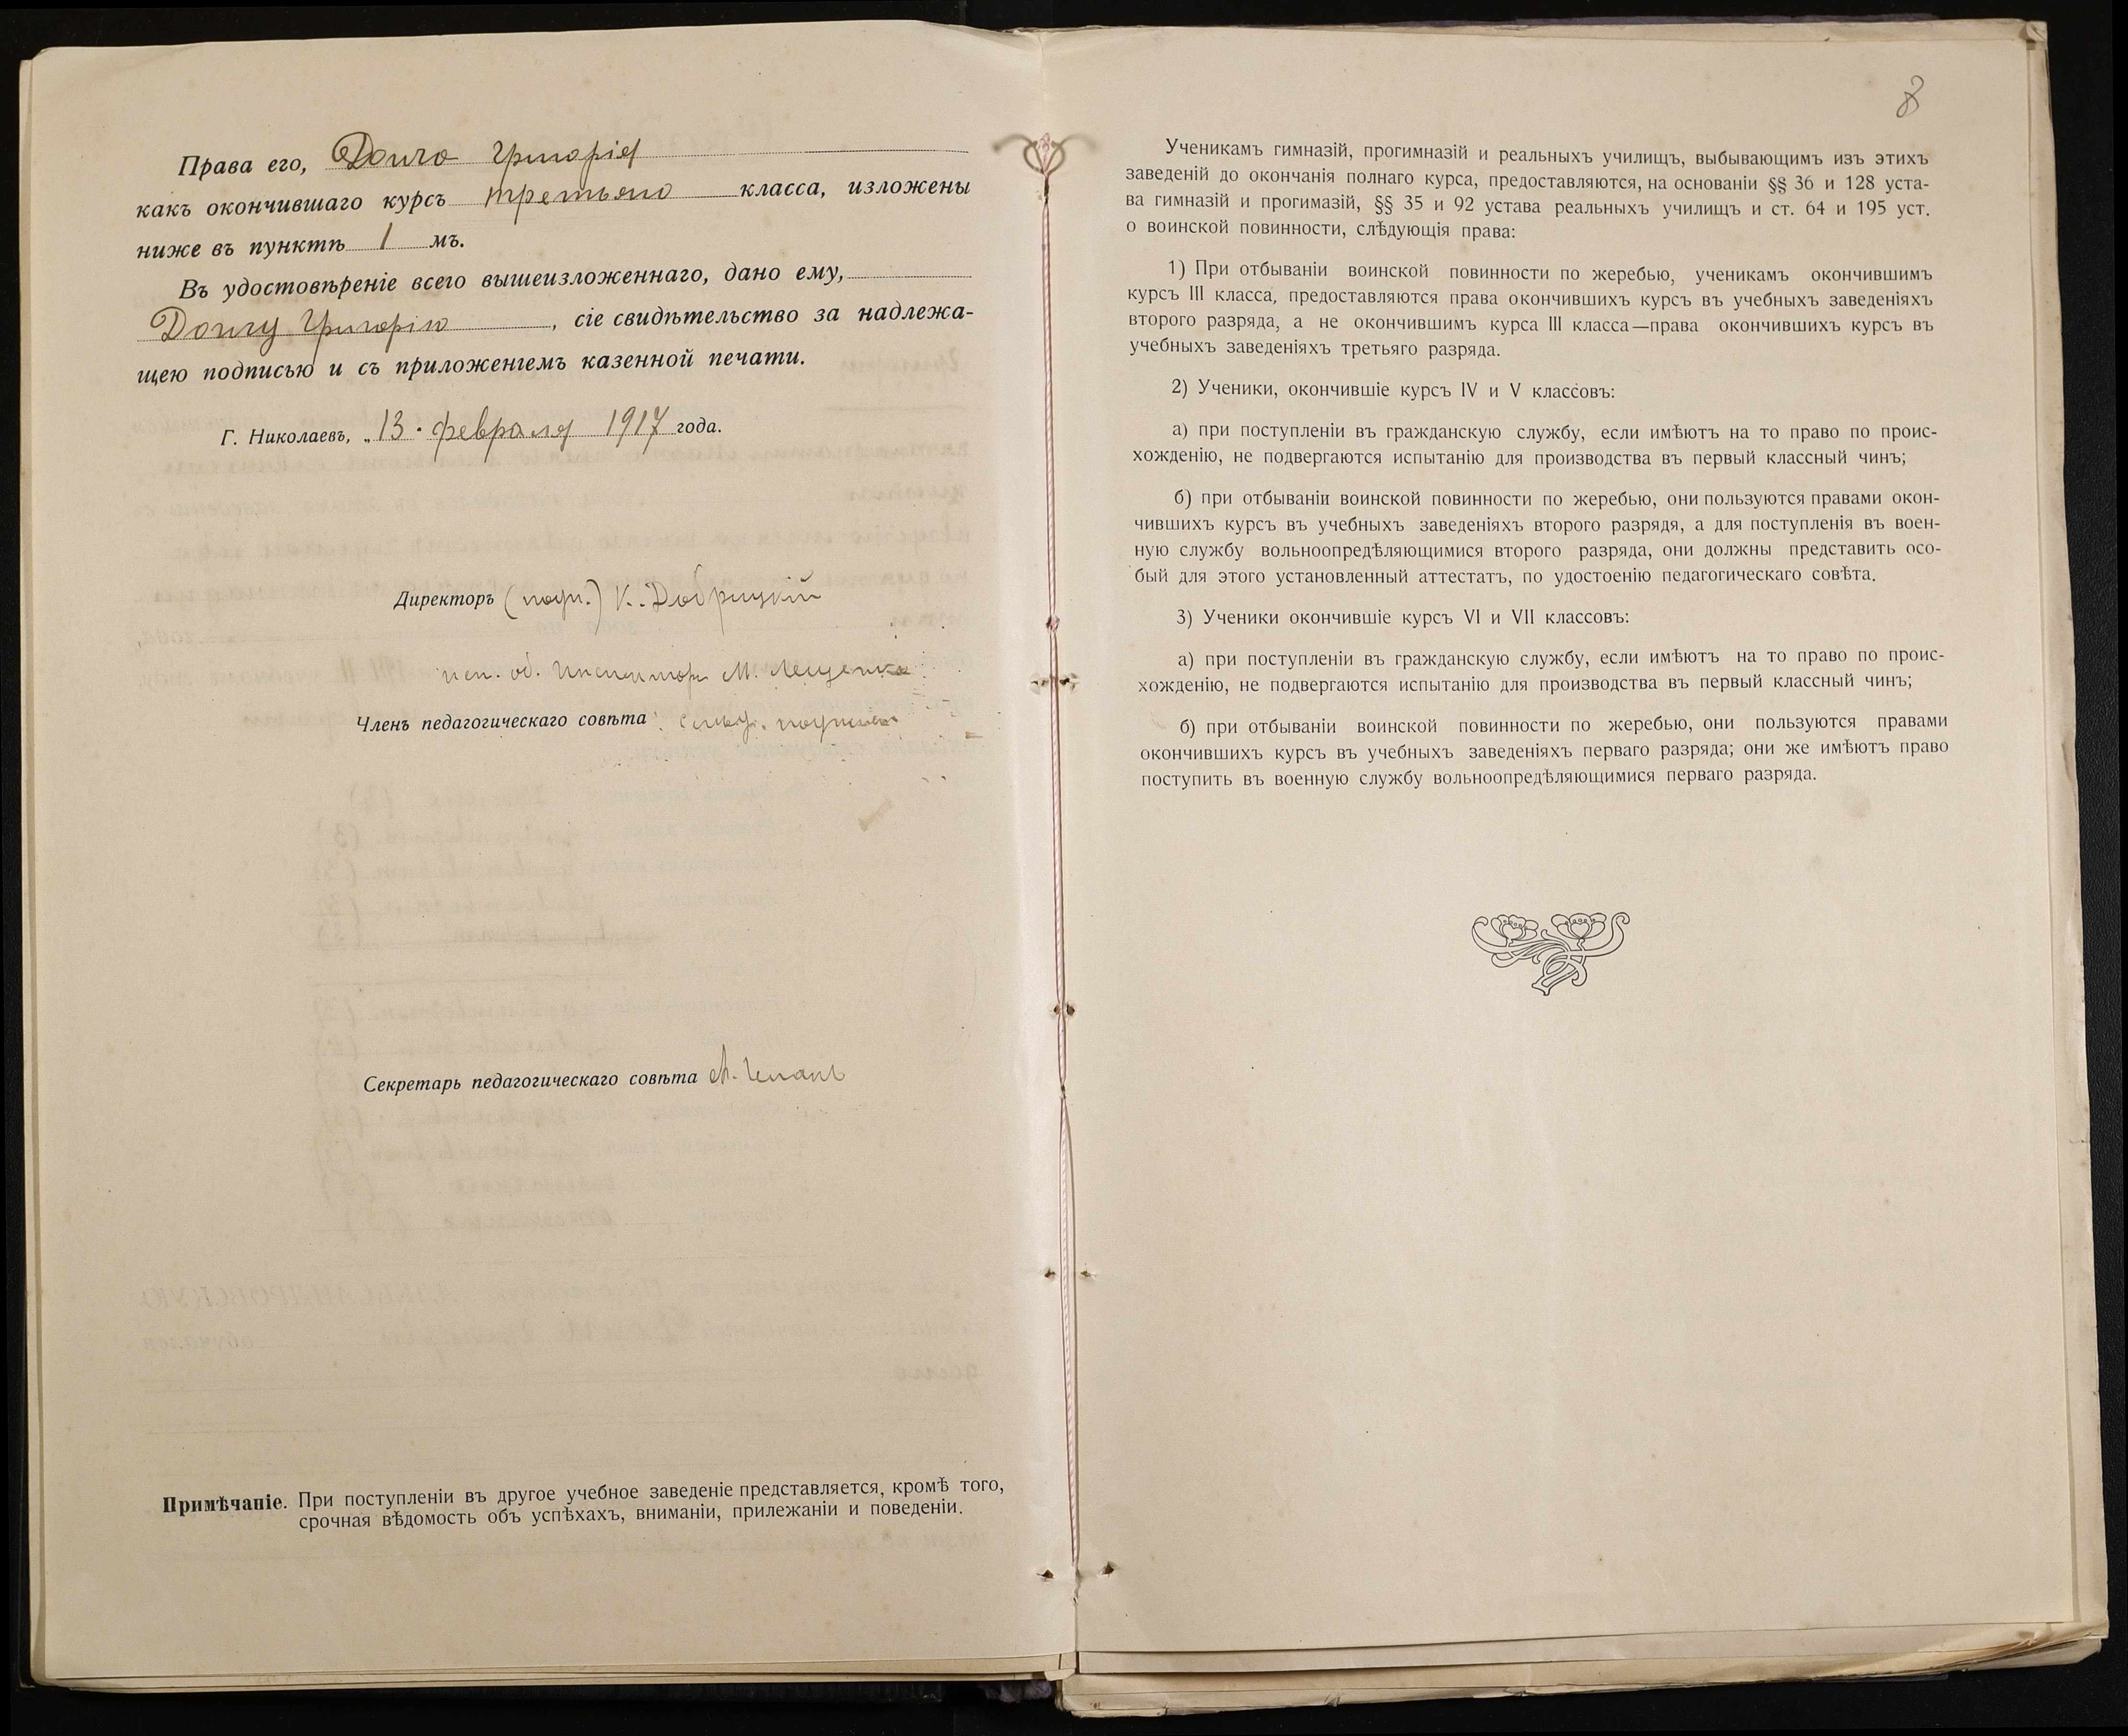 Права его, Донго Григорія
какъ окончившаго курсъ третьяго класса, изложены
ниже въ пунктѣ 1 мъ.
Въ удостовѣреніе всего вышеизложеннаго, дано ему,
Григорію, сіе свидѣтельство за надлежа-
щею подписью и съ приложеніемъ казенной печати.
Г. Николаевъ, „13 февраля 1917 года.
Директоръ (подп.) К. Добрицкій
исп. об. Инспектора М. Лещенко
Членъ педагогическаго совѣта: слѣд. подписи
Секретарь педагогическаго совѣта А.
Примѣчаніе. При поступленіи въ другое учебное заведеніе представляется, кромѣ того,
срочная вѣдомость объ успѣхахъ, вниманіи, прилежаніи и поведеніи.
8
Ученикамъ гимназій, прогимназій и реальныхъ училищъ, выбывающимъ изъ этихъ
заведеній до окончанія полнаго курса, предоставляются, на основаніи §§ 36 и 128 уста-
ва гимназій и прогимазій, §§ 35 и 92 устава реальныхъ училищъ и ст. 64 и 195 уст.
о воинской повинности, слѣдующія права:
1) При отбываніи воинской повинности по жеребью, ученикамъ окончившимъ
курсъ III класса, предоставляются права окончившихъ курсъ въ учебныхъ заведеніяхъ
второго разряда, а не окончившимъ курса III класса—права окончившихъ курсъ въ
учебныхъ заведеніяхъ третьяго разряда.
2) Ученики, окончившіе курсъ IV и V классовъ:
а) при поступленіи въ гражданскую службу, если имѣютъ на то право по проис-
хожденію, не подвергаются испытанію для производства въ первый классный чинъ;
б) при отбываніи воинской повинности по жеребью, они пользуются правами окон-
чившихъ курсъ въ учебныхъ заведеніяхъ второго разрядя, а для поступленія въ воен-
ную службу вольноопредѣляющимися второго разряда, они должны представить осо-
бый для этого установленный аттестатъ, по удостоенію педагогическаго совѣта.
3) Ученики окончившіе курсъ VI и VII классовъ:
а) при поступленіи въ гражданскую службу, если имѣютъ на то право по проис-
хожденію, не подвергаются испытанію для производства въ первый классный чинъ;
б) при отбываніи воинской повинности по жеребью, они пользуются правами
окончившихъ курсъ въ учебныхъ заведеніяхъ перваго разряда; они же имѣютъ право
поступить въ военную службу вольноопредѣляющимися перваго разряда.